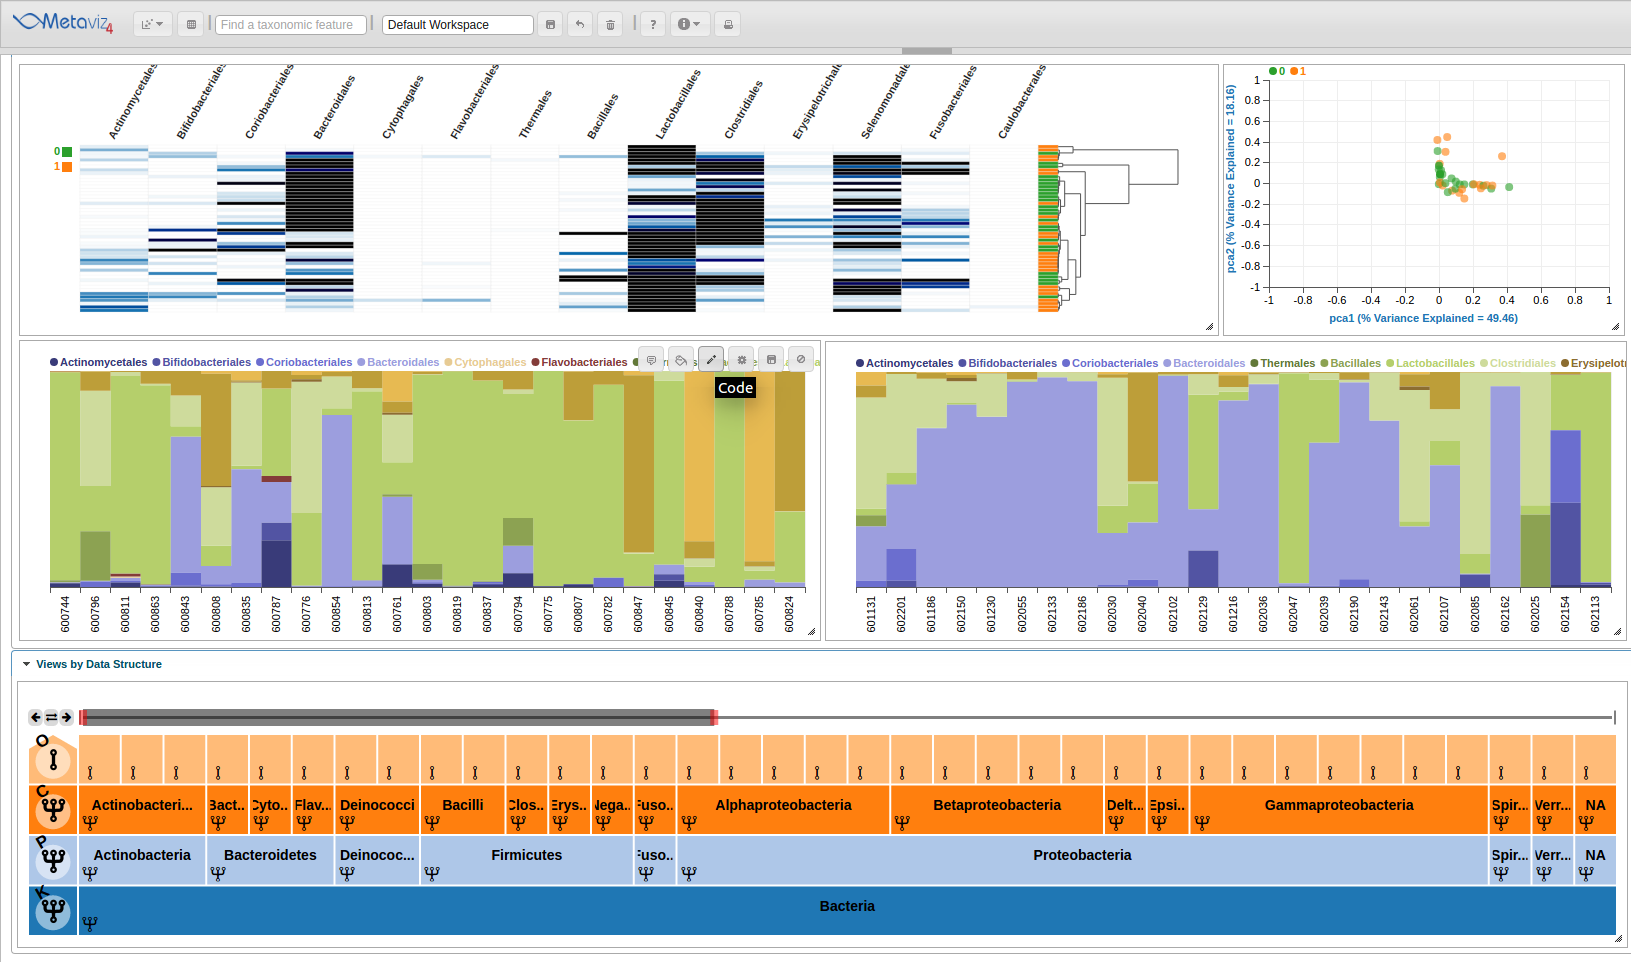 Metaviz4
Find a taxonomic feature
Default Workspace
Actinomycetales
Bifidobacteriales
Coriobacteriales
Bacteroidales
Cytophagales
Flavobacteriales
Thermales
Bacillales
Lactobacillales
Clostridiales
Selenomonadales
Fusobacteriales
Caulobacterales
0
1
0 1
pca2 (% Variance Explained = 18.16)
1
0.8
0.6
0.4
0.2
0
-0.2
-0.4
-0.6
-0.8
-1
-1 -0.8 -0.6 -0.4 -0.2 0 0.2 0.4 0.6 0.8 1
pca1 (% Variance Explained = 49.46)
Actinomycetales Bifidobacteriales Coriobacteriales Bacteroidales Cytophagales Flavobacteriales
Code
600744 600796 600811 600863 600843 600808 600835 600787 600776 600854 600813 600761 600803 600819 600837 600794 600775 600807 600782 600847 600845 600840 600788 600785 600824
Actinomycetales Bifidobacteriales Coriobacteriales Bacteroidales Thermales Bacillales Lactobacillales Clostridiales Erysipelotr
601131 602201 601186 602150 601230 602055 602133 602186 602030 602040 602102 602129 601216 602036 602047 602039 602190 602143 602061 602107 602085 602162 602025 602154 602113
Views by Data Structure
O
C
Actinobacteri... Bact.. Cyto.. Flav... Deinococci Bacilli Clos.. Erys.. Nega.. Fuso.. Alphaproteobacteria Betaproteobacteria Delt... Epsi.. Gammaproteobacteria Spir... Verr... NA
P
Actinobacteria Bacteroidetes Deinococ... Firmicutes Fuso.. Proteobacteria Spir... Verr... NA
K
Bacteria